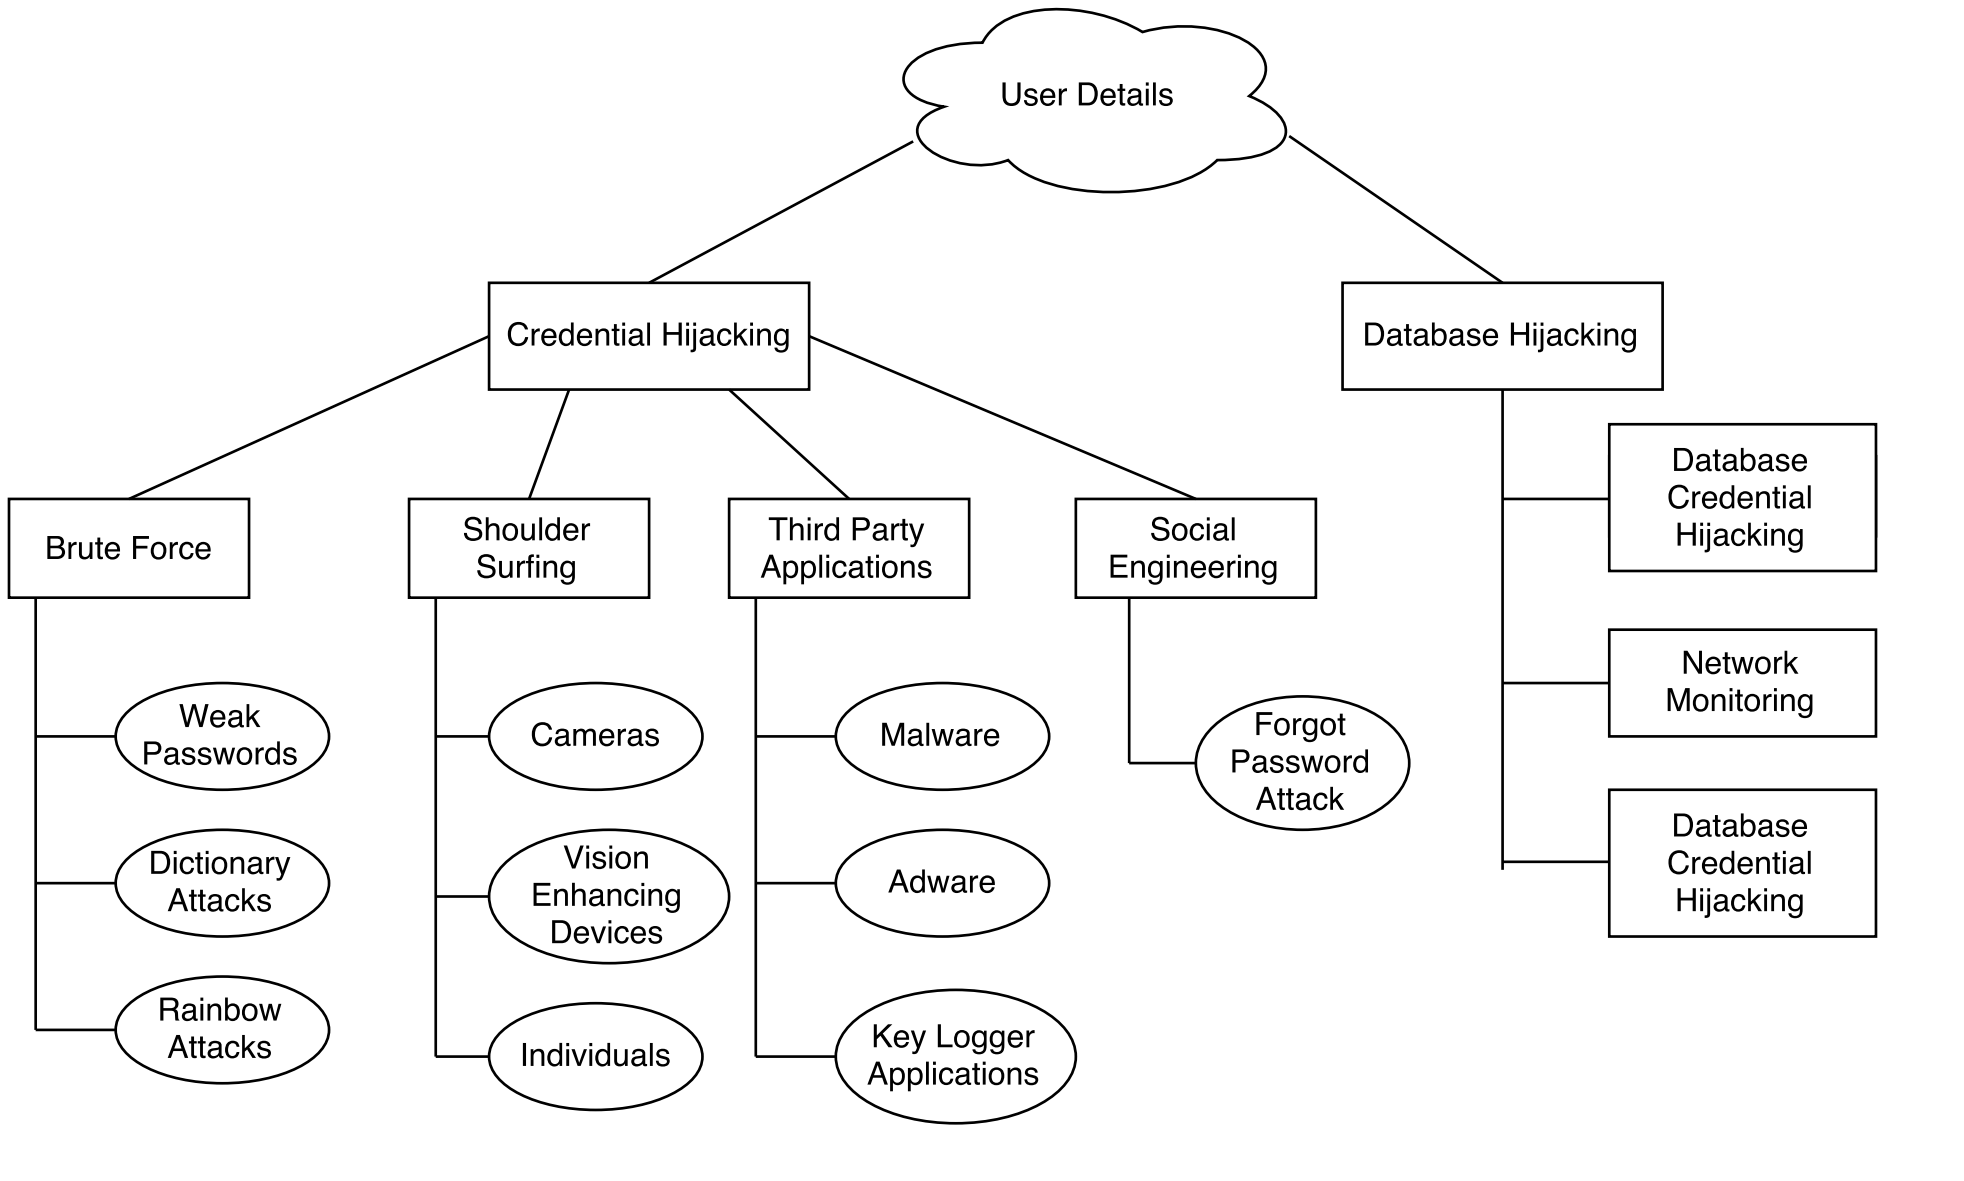 User Details
Credential Hijacking
Database Hijacking
Brute Force
Shoulder
Surfing
Third Party
Applications
Social
Engineering
Database
Credential
Hijacking
Network
Monitoring
Database
Credential
Hijacking
Weak
Passwords
Dictionary
Attacks
Rainbow
Attacks
Cameras
Vision
Enhancing
Devices
Individuals
Malware
Adware
Key Logger
Applications
Forgot
Password
Attack